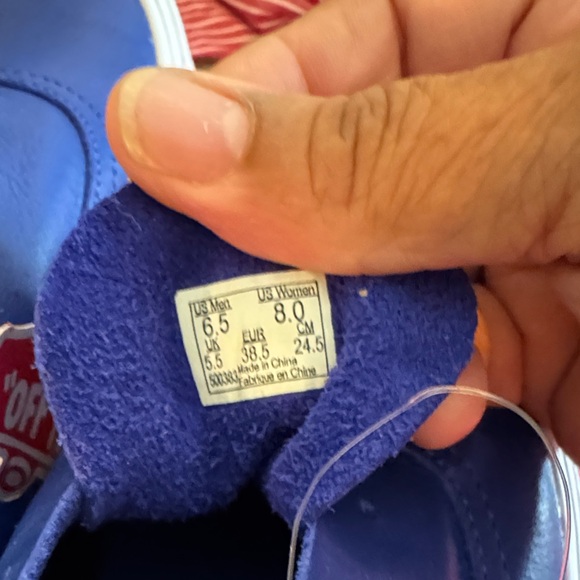 US Men US Women
6.5 8.0
UK EUR CM
5.5 38.5 24.5
Made in China
500383 Fabriqué en Chine
"OFF